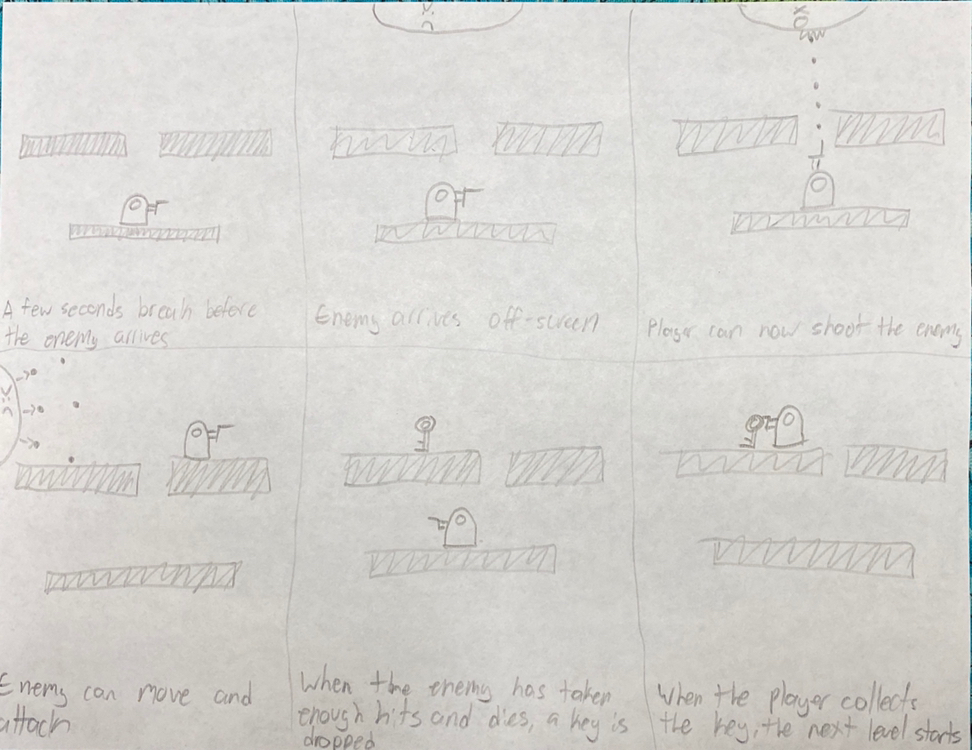 A few seconds break before
the enemy arrives
Enemy arrives off-screen
Player can now shoot the enemy
Enemy can move and
attack
When the enemy has taken
enough hits and dies, a key is
dropped
When the player collects
the key, the next level starts